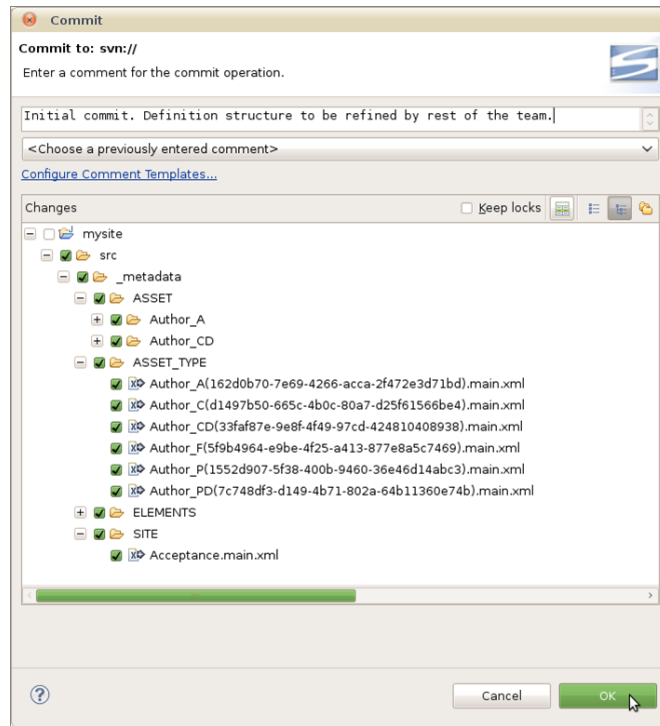 Commit
Commit to: svn://
Enter a comment for the commit operation.
Initial commit. Definition structure to be refined by rest of the team.
<Choose a previously entered comment>
Configure Comment Templates...
Changes Keep locks
mysite
src
_metadata
ASSET
Author_A
Author_CD
ASSET_TYPE
Author_A(162d0b70-7e69-4266-acca-2f472e3d71bd).main.xml
Author_C(d1497b50-665c-4b0c-80a7-d25f61566be4).main.xml
Author_CD(33faf87e-9e8f-4f49-97cd-424810408938).main.xml
Author_F(5f9b4964-e9be-4f25-a413-877e8a5c7469).main.xml
Author_P(1552d907-5f38-400b-9460-36e46d14abc3).main.xml
Author_PD(7c748df3-d149-4b71-802a-64b11360e74b).main.xml
ELEMENTS
SITE
Acceptance.main.xml
Cancel OK